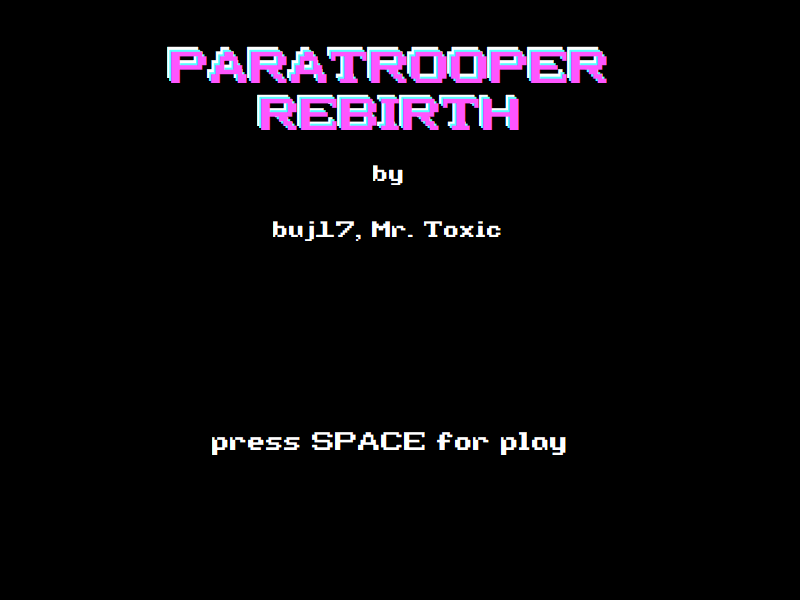 PARATROOPER
REBIRTH
by
buj17, Mr. Toxic
press SPACE for play